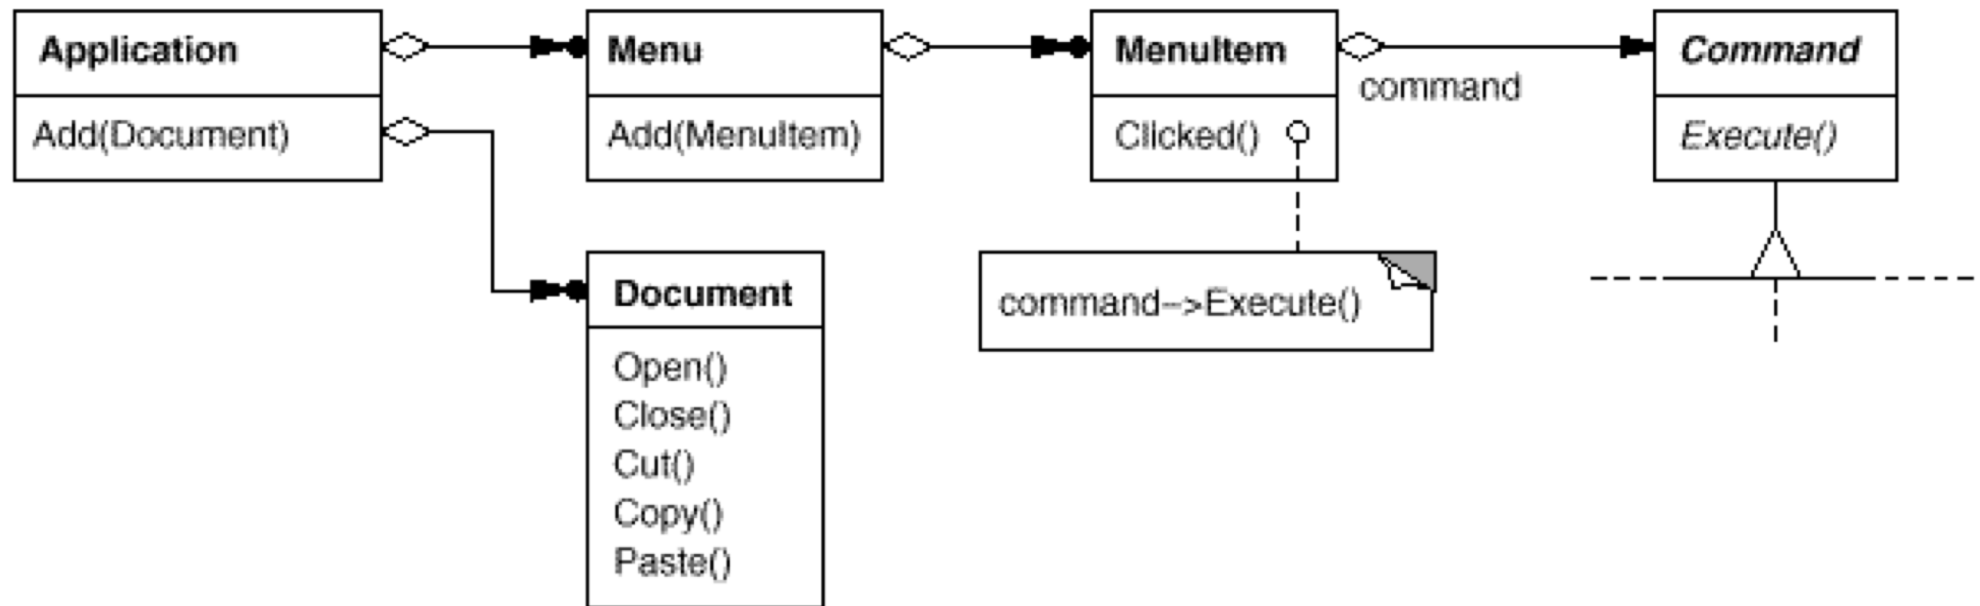 Application
Add(Document)
Menu
Add(MenuItem)
MenuItem
Clicked()
command
Command
Execute()
Document
Open()
Close()
Cut()
Copy()
Paste()
command–>Execute()